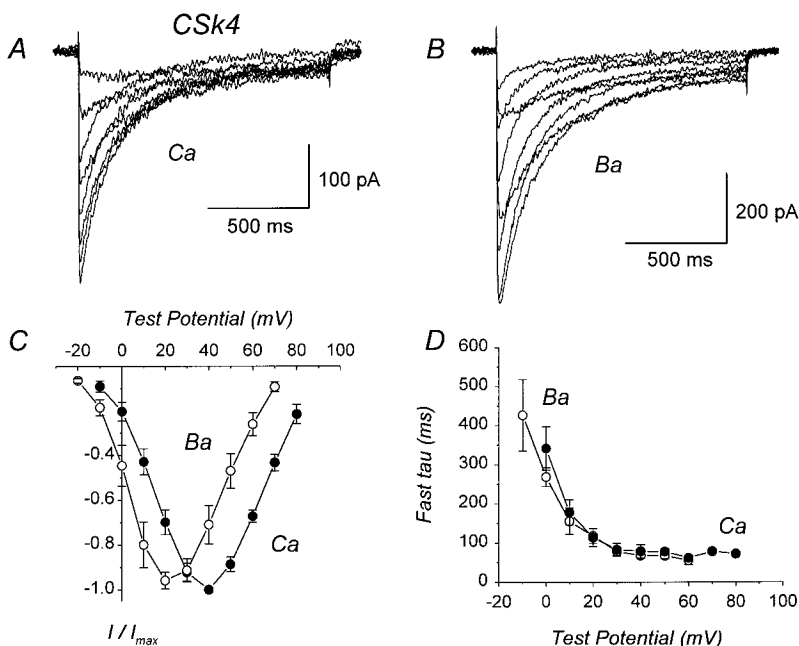 CSk4
A
B
Ca
Ba
100 pA
200 pA
500 ms
500 ms
C
Test Potential (mV)
-20 0 20 40 60 80 100
-0.4
-0.6
-0.8
-1.0
Ba
Ca
I / Imax
D
Fast tau (ms)
600
500
400
300
200
100
0
Ba
Ca
-20 0 20 40 60 80 100
Test Potential (mV)